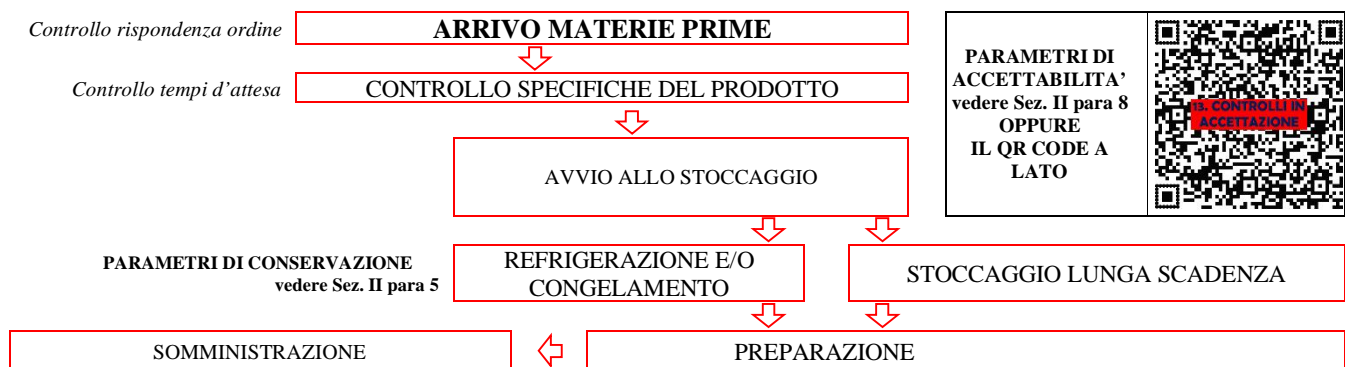 Controllo rispondenza ordine
ARRIVO MATERIE PRIME
Controllo tempi d'attesa
CONTROLLO SPECIFICHE DEL PRODOTTO
PARAMETRI DI
ACCETTABILITA'
vedere Sez. II para 8
OPPURE
IL QR CODE A
LATO
13. CONTROLLI IN
ACCETTAZIONE
AVVIO ALLO STOCCAGGIO
PARAMETRI DI CONSERVAZIONE
vedere Sez. II para 5
REFRIGERAZIONE E/O
CONGELAMENTO
STOCCAGGIO LUNGA SCADENZA
SOMMINISTRAZIONE
PREPARAZIONE